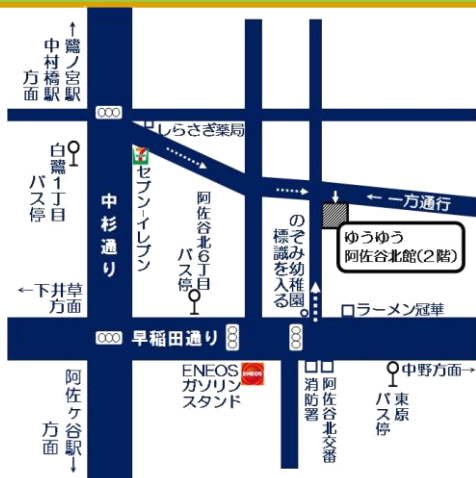 ↑鷺ノ宮駅
中村橋駅
方面
しらさぎ薬局
白鷺1丁目
バス停
7
セブン-イレブン
中杉通り
阿佐谷北6丁目
バス停
のぞみ幼稚園
標識を入る
←一方通行
ゆうゆう
阿佐谷北館(2階)
←下井草
方面
ラーメン冠華
早稲田通り
ENEOS
ガソリン
スタンド
ENEOS
消防署
阿佐谷北交番
東原
バス停
中野方面→
阿佐ヶ谷駅→
方面